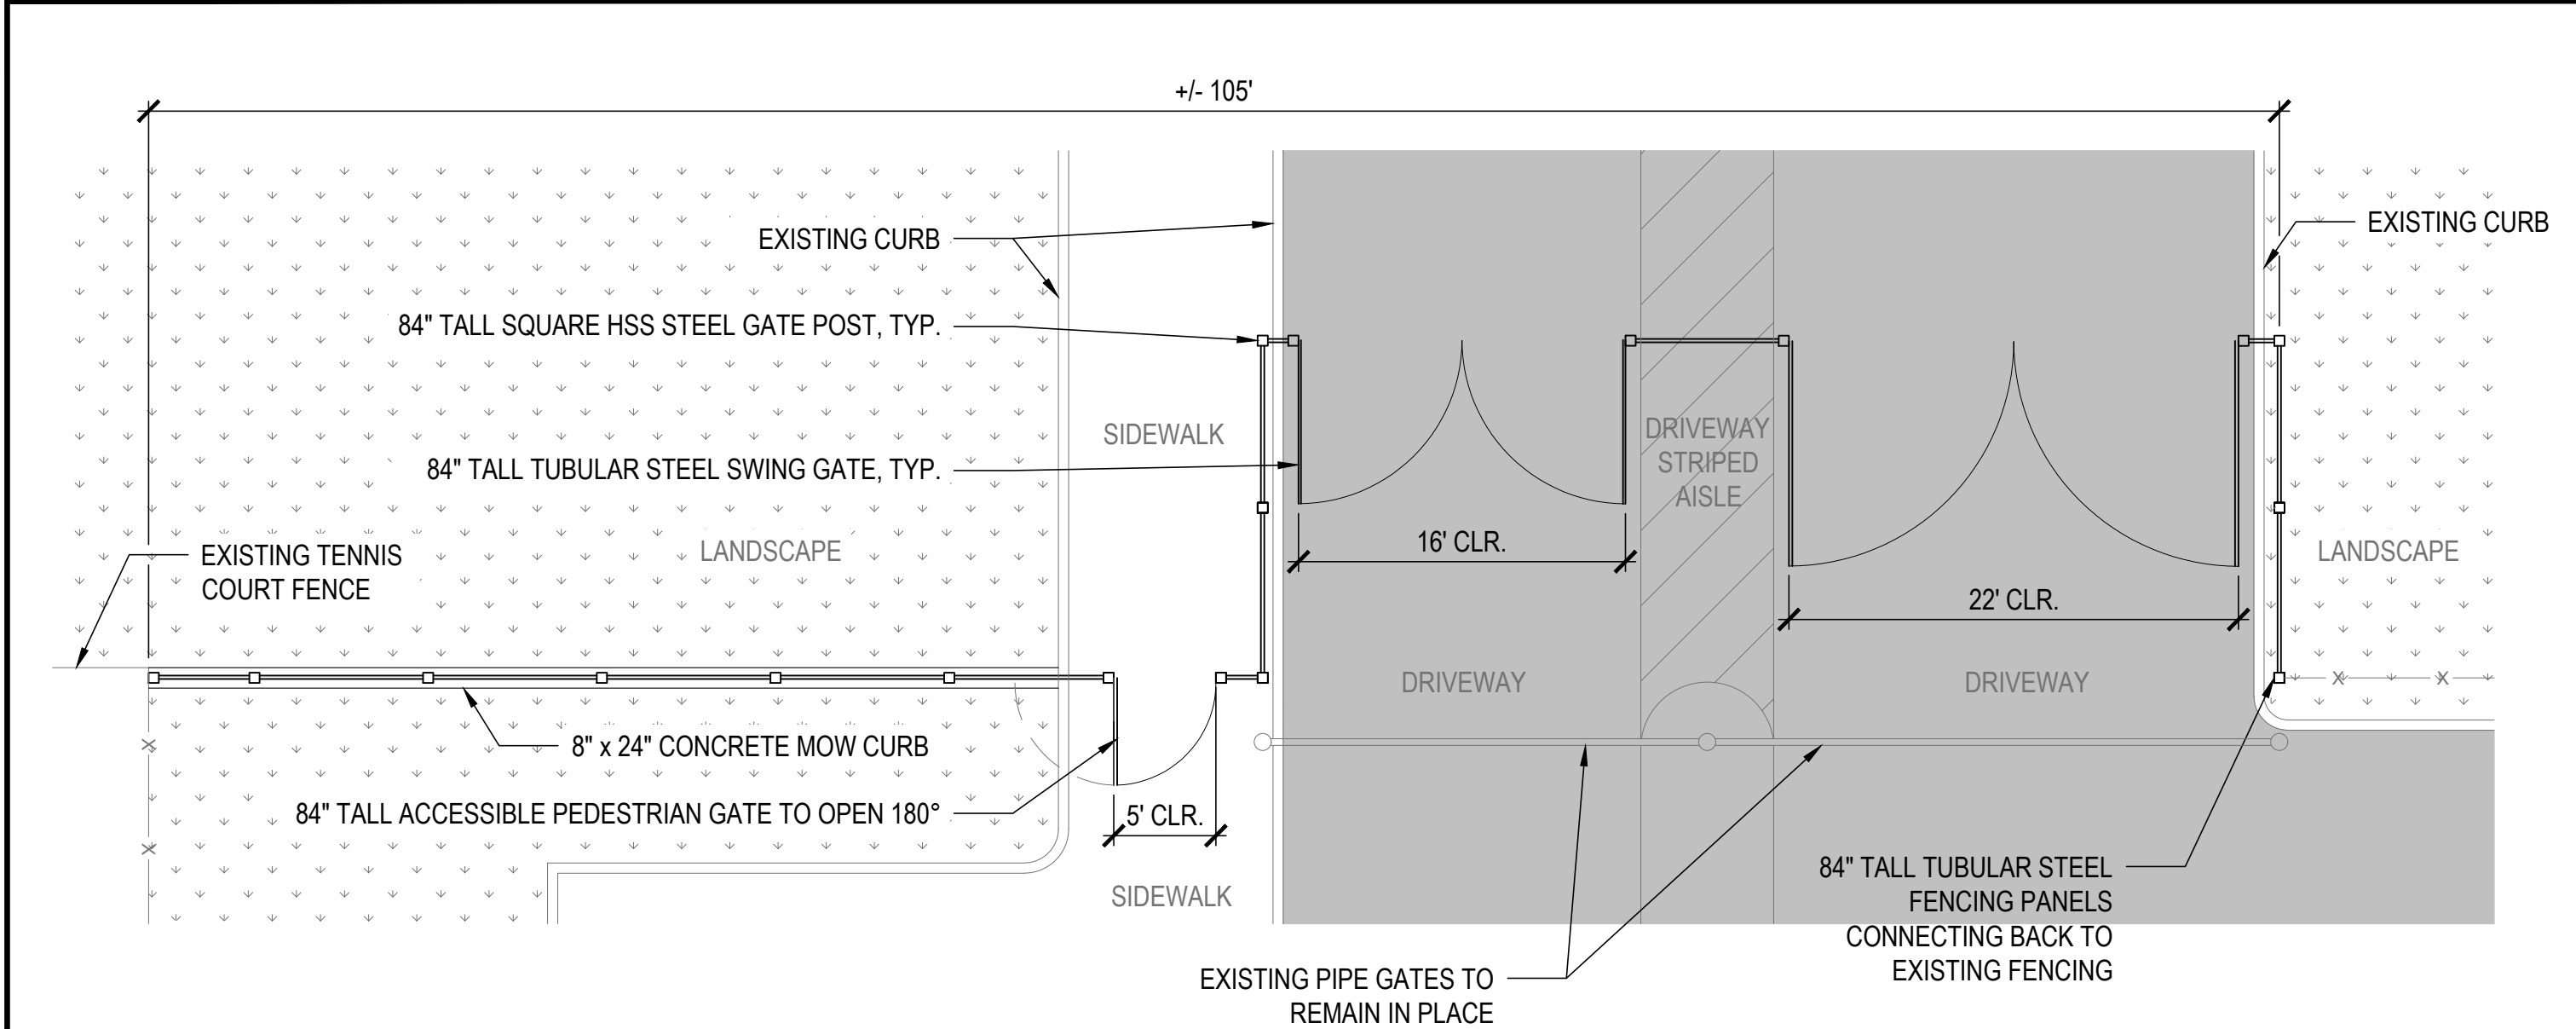 +/- 105'
EXISTING CURB
EXISTING CURB
84" TALL SQUARE HSS STEEL GATE POST, TYP.
SIDEWALK
DRIVEWAY
STRIPED
AISLE
84" TALL TUBULAR STEEL SWING GATE, TYP.
EXISTING TENNIS
COURT FENCE
LANDSCAPE
16' CLR.
LANDSCAPE
22' CLR.
DRIVEWAY
DRIVEWAY
X
X
X
8" x 24" CONCRETE MOW CURB
84" TALL ACCESSIBLE PEDESTRIAN GATE TO OPEN 180°
5' CLR.
X
SIDEWALK
84" TALL TUBULAR STEEL
FENCING PANELS
CONNECTING BACK TO
EXISTING FENCING
EXISTING PIPE GATES TO
REMAIN IN PLACE